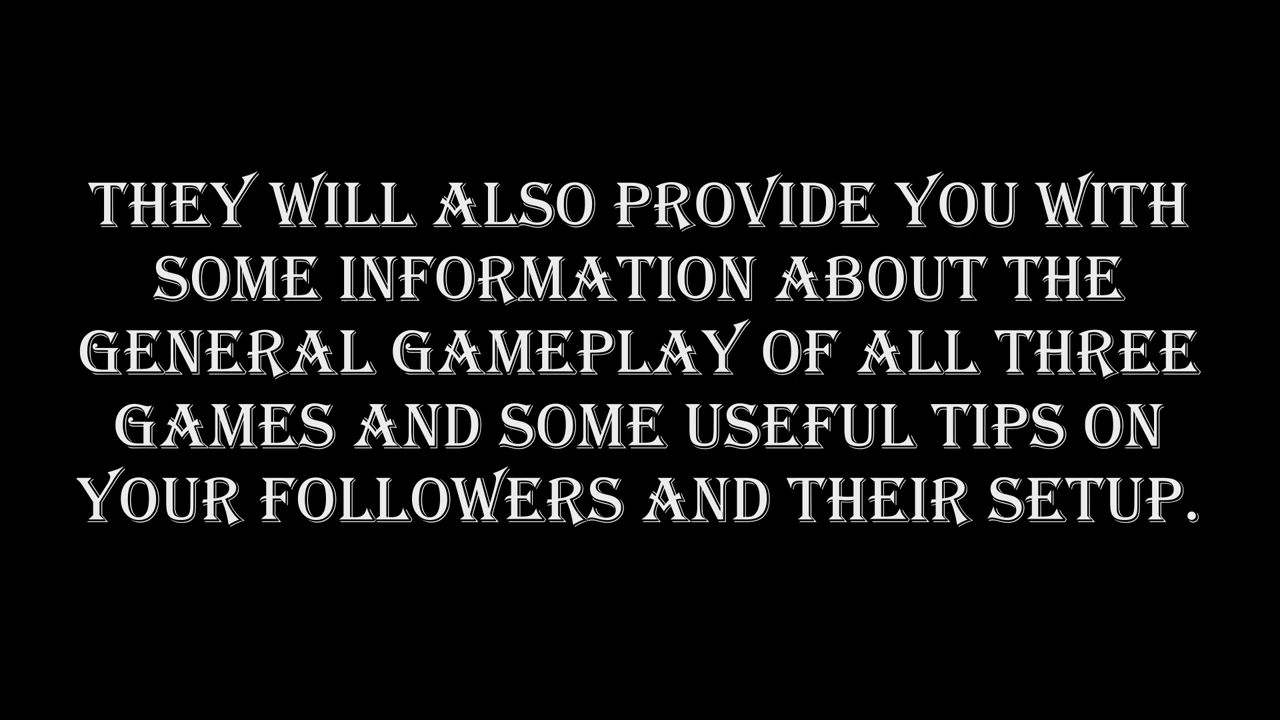 THEY WILL ALSO PROVIDE YOU WITH
SOME INFORMATION ABOUT THE
GENERAL GAMEPLAY OF ALL THREE
GAMES AND SOME USEFUL TIPS ON
YOUR FOLLOWERS AND THEIR SETUP.